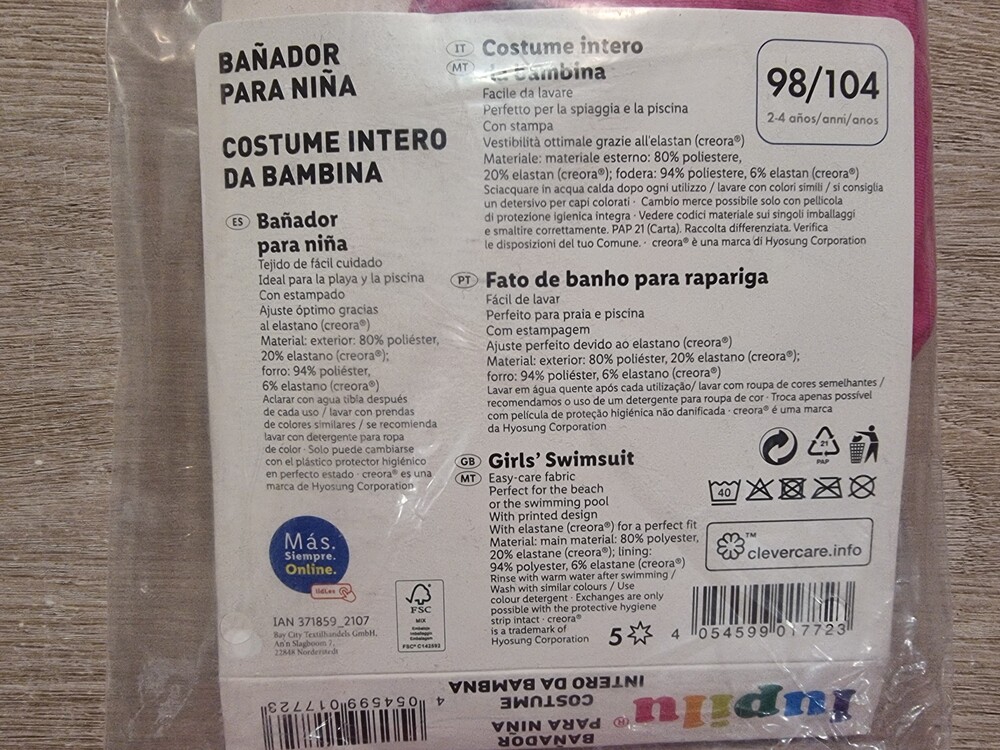 BAÑADOR
PARA NIÑA
COSTUME INTERO
DA BAMBINA
ES Bañador
para niña
Tejido de fácil cuidado
Ideal para la playa y la piscina
Con estampado
Ajuste óptimo gracias
al elastano (creora®)
Material: exterior: 80% poliéster,
20% elastano (creora®);
forro: 94% poliéster,
6% elastano (creora®)
Aclarar con agua tibla después
de cada uso / lavar con prendas
de colores similares / se recomienda
lavar con detergente para ropa
de color · Solo puede cambiarse
con el plástico protector higiénico
en perfecto estado · creora® es una
marca de Hyosung Corporation
Más.
Siempre.
Online.
lidl.es
IAN 371859_2107
Bay City Textilhandels GmbH,
An'n Slagboom 7,
22848 Norderstedt
FSC
MIX
Embalaje
Imballaggio
Embalagem
FSC® C142552
IT MT Costume intero
da bambina
Facile da lavare
Perfetto per la spiaggia e la piscina
Con stampa
Vestibilità ottimale grazie all'elastan (creora®)
Materiale: materiale esterno: 80% poliestere,
20% elastan (creora®); fodera: 94% poliestere, 6% elastan (creora®)
Sciacquare in acqua calda dopo ogni utilizzo / lavare con colori simili / si consiglia
un detersivo per capi colorati · Cambio merce possibile solo con pellicola
di protezione igienica integra · Vedere codici materiale sui singoli imballaggi
e smaltire correttamente. PAP 21 (Carta). Raccolta differenziata. Verifica
le disposizioni del tuo Comune. · creora® è una marca di Hyosung Corporation
98/104
2-4 años/anni/anos
PT Fato de banho para rapariga
Fácil de lavar
Perfeito para praia e piscina
Com estampagem
Ajuste perfeito devido ao elastano (creora®)
Material: exterior: 80% poliéster, 20% elastano (creora®);
forro: 94% poliéster, 6% elastano (creora®)
Lavar em água quente após cada utilização/ lavar com roupa de cores semelhantes /
recomendamos o uso de um detergente para roupa de cor · Troca apenas possível
com película de proteção higiénica não danificada · creora® é uma marca
da Hyosung Corporation
GB MT Girls' Swimsuit
Easy-care fabric
Perfect for the beach
or the swimming pool
With printed design
With elastane (creora®) for a perfect fit
Material: main material: 80% polyester,
20% elastane (creora®); lining:
94% polyester, 6% elastane (creora®)
Rinse with warm water after swimming /
Wash with similar colours / Use
colour detergent · Exchanges are only
possible with the protective hygiene
strip intact · creora®
is a trademark of
Hyosung Corporation
21
PAP
40
™
clevercare.info
5
4 054599 017723
lupilu®
BAÑADOR
PARA NIÑA
COSTUME
INTERO DA BAMBINA
4 054599 017723